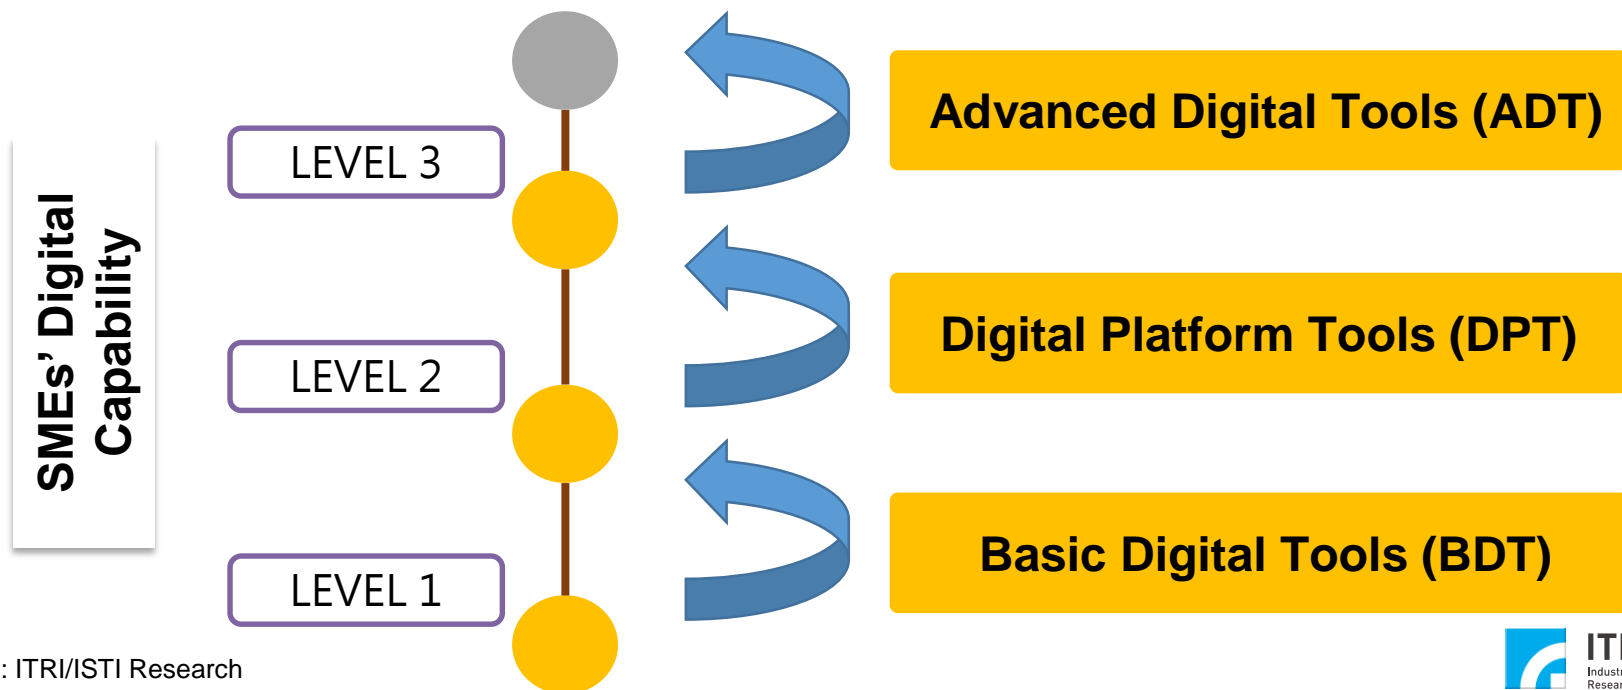 SMEs’ Digital
Capability
LEVEL 3
Advanced Digital Tools (ADT)
LEVEL 2
Digital Platform Tools (DPT)
LEVEL 1
Basic Digital Tools (BDT)
: ITRI/ISTI Research